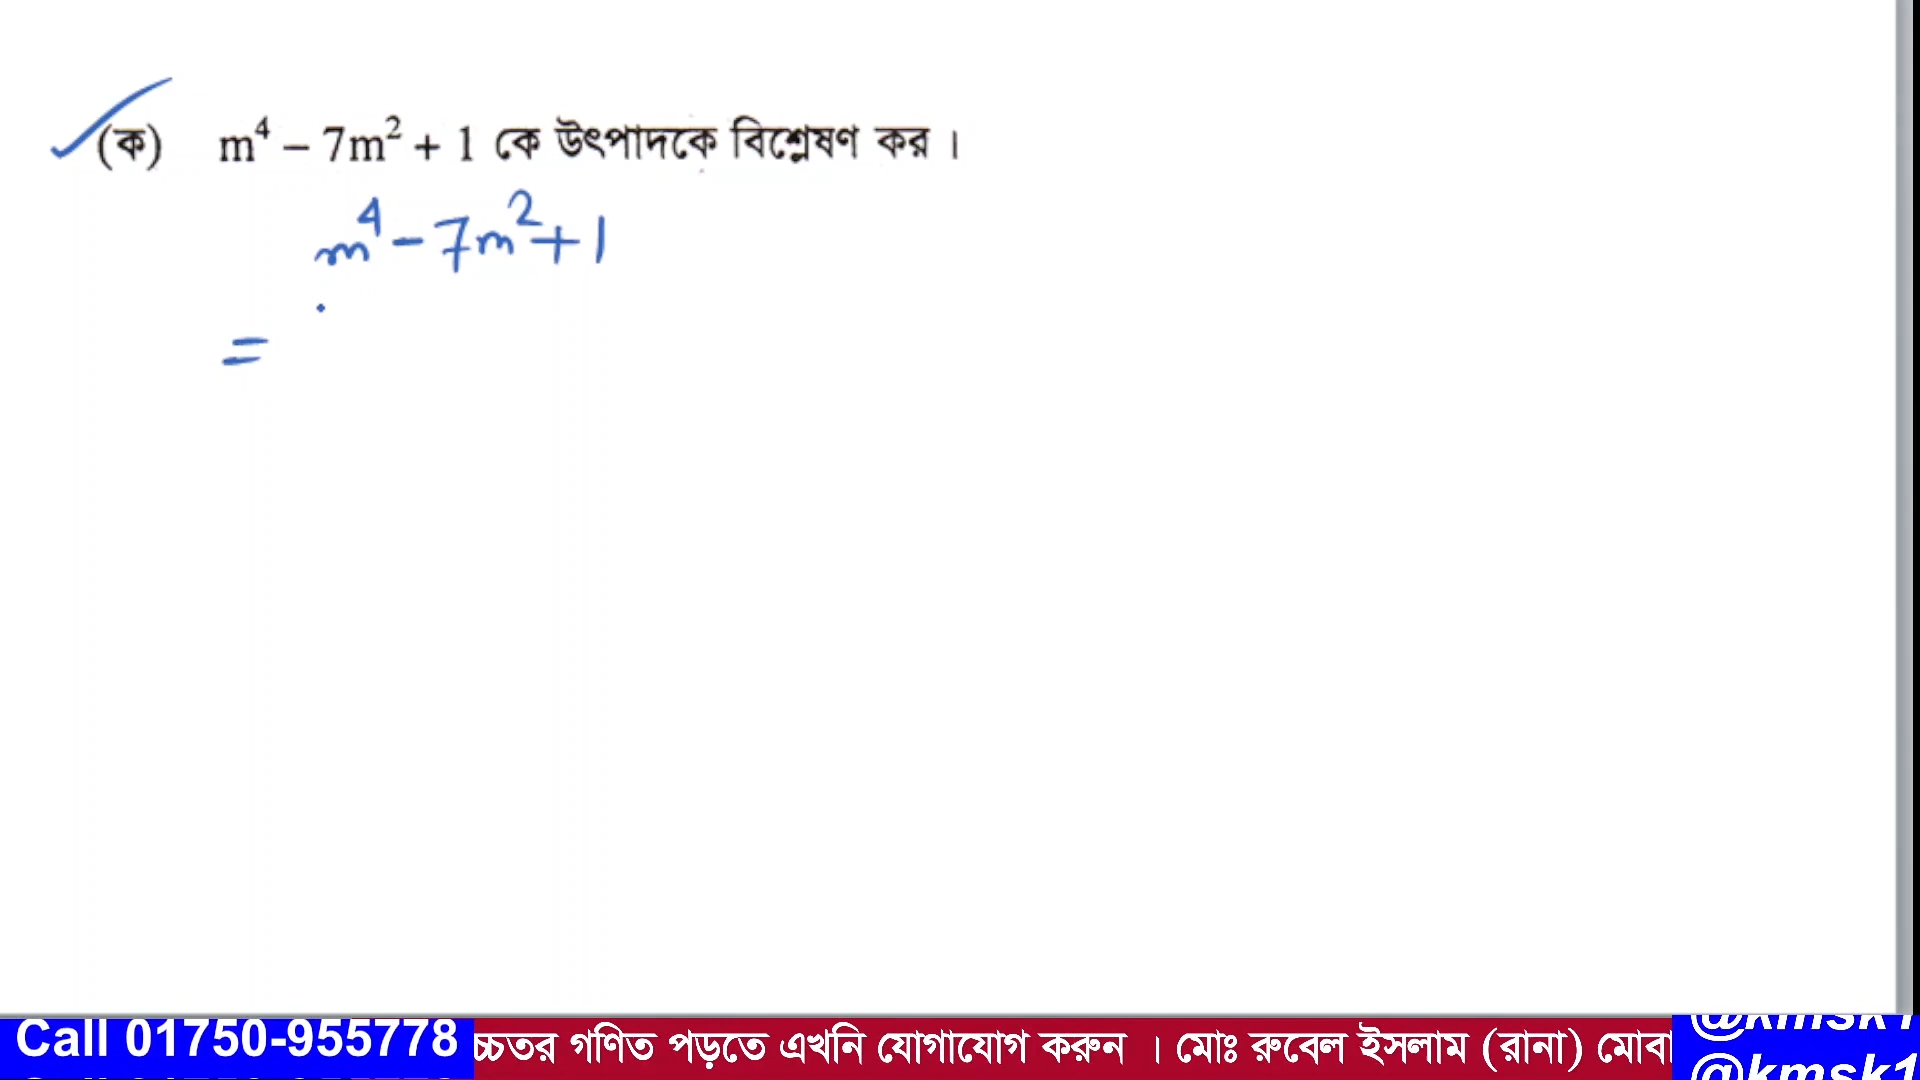 (ক) m⁴ − 7m² + 1 কে উৎপাদকে বিশ্লেষণ কর ।
m⁴ − 7m² + 1
=
Call 01750-955778 চ্চতর গণিত পড়তে এখনি যোগাযোগ করুন । মোঃ রুবেল ইসলাম (রানা) মোবা
@kmsk1
@kmsk1